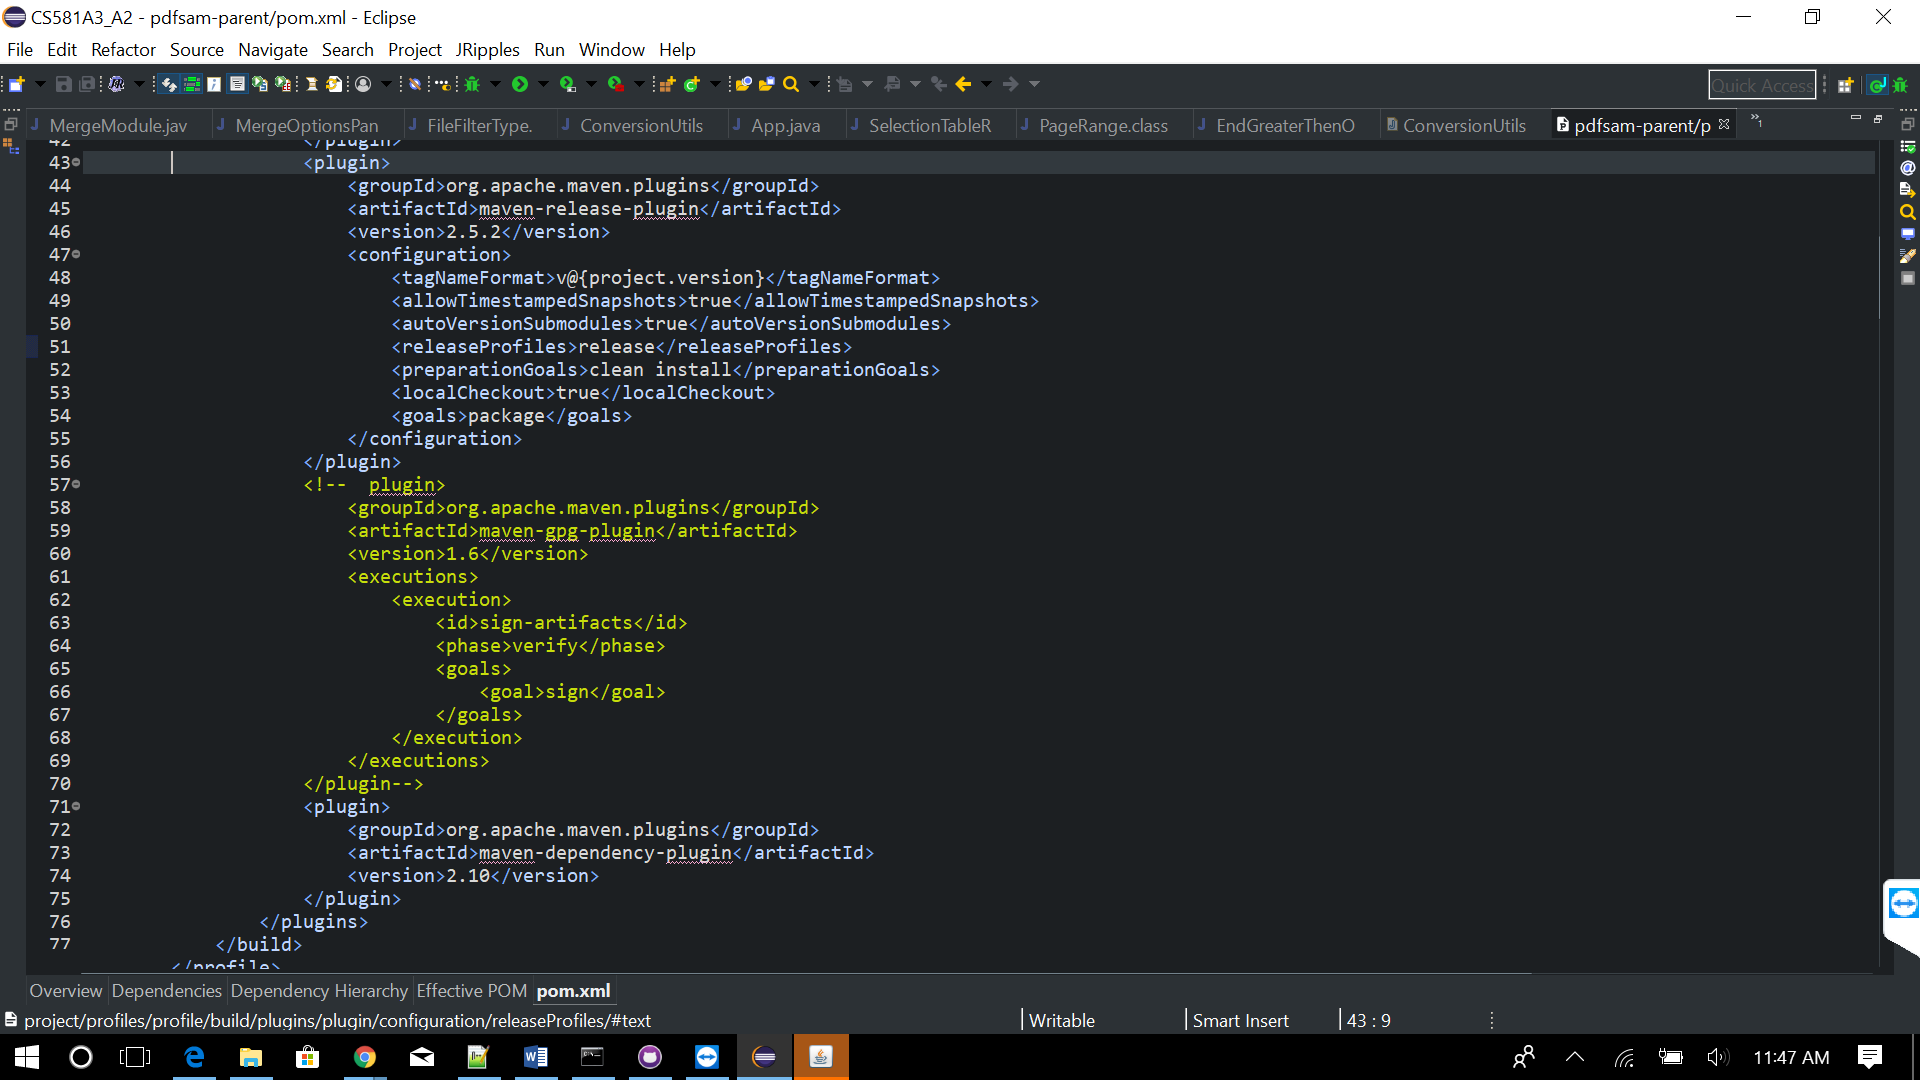 CS581A3_A2 - pdfsam-parent/pom.xml - Eclipse
File Edit Refactor Source Navigate Search Project JRipples Run Window Help
Quick Access
MergeModule.jav MergeOptionsPan FileFilterType. ConversionUtils App.java SelectionTableR PageRange.class EndGreaterThenO ConversionUtils pdfsam-parent/p »1
42 </plugin>
43 <plugin>
44 <groupId>org.apache.maven.plugins</groupId>
45 <artifactId>maven-release-plugin</artifactId>
46 <version>2.5.2</version>
47 <configuration>
48 <tagNameFormat>v@{project.version}</tagNameFormat>
49 <allowTimestampedSnapshots>true</allowTimestampedSnapshots>
50 <autoVersionSubmodules>true</autoVersionSubmodules>
51 <releaseProfiles>release</releaseProfiles>
52 <preparationGoals>clean install</preparationGoals>
53 <localCheckout>true</localCheckout>
54 <goals>package</goals>
55 </configuration>
56 </plugin>
57 <!--  plugin>
58 <groupId>org.apache.maven.plugins</groupId>
59 <artifactId>maven-gpg-plugin</artifactId>
60 <version>1.6</version>
61 <executions>
62 <execution>
63 <id>sign-artifacts</id>
64 <phase>verify</phase>
65 <goals>
66 <goal>sign</goal>
67 </goals>
68 </execution>
69 </executions>
70 </plugin-->
71 <plugin>
72 <groupId>org.apache.maven.plugins</groupId>
73 <artifactId>maven-dependency-plugin</artifactId>
74 <version>2.10</version>
75 </plugin>
76 </plugins>
77 </build>
</profile>
Overview Dependencies Dependency Hierarchy Effective POM pom.xml
project/profiles/profile/build/plugins/plugin/configuration/releaseProfiles/#text Writable Smart Insert 43 : 9
11:47 AM